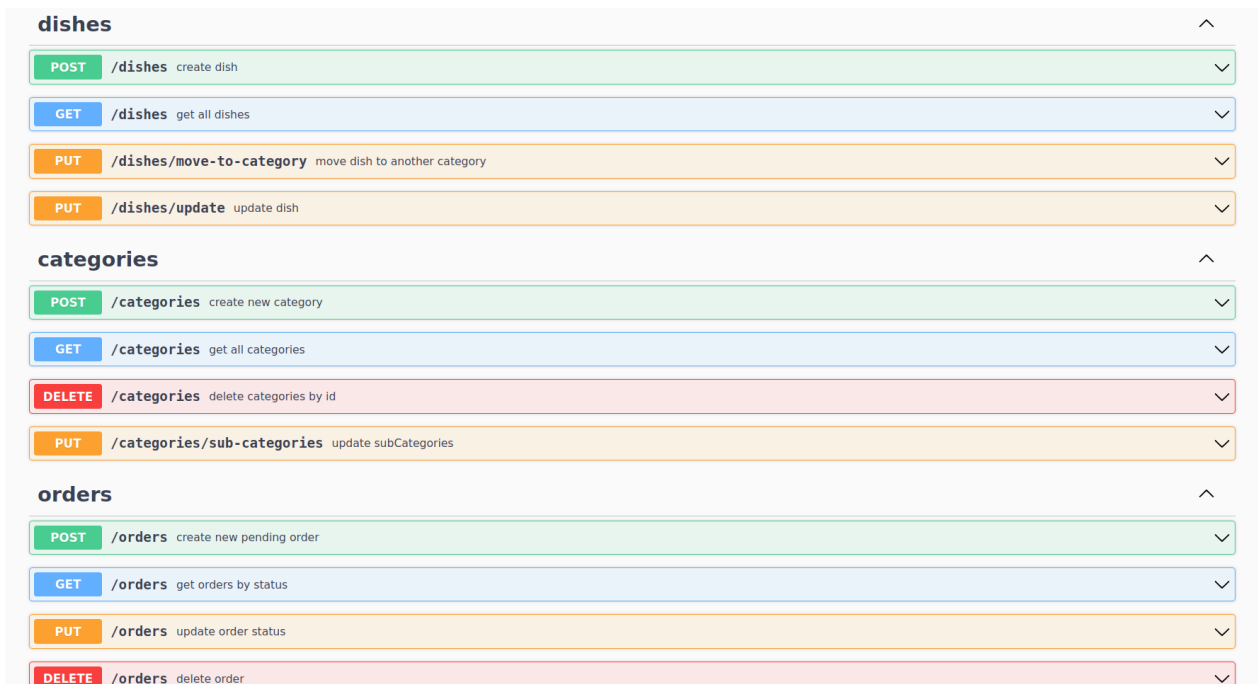 dishes
POST /dishes create dish
GET /dishes get all dishes
PUT /dishes/move-to-category move dish to another category
PUT /dishes/update update dish
categories
POST /categories create new category
GET /categories get all categories
DELETE /categories delete categories by id
PUT /categories/sub-categories update subCategories
orders
POST /orders create new pending order
GET /orders get orders by status
PUT /orders update order status
DELETE /orders delete order